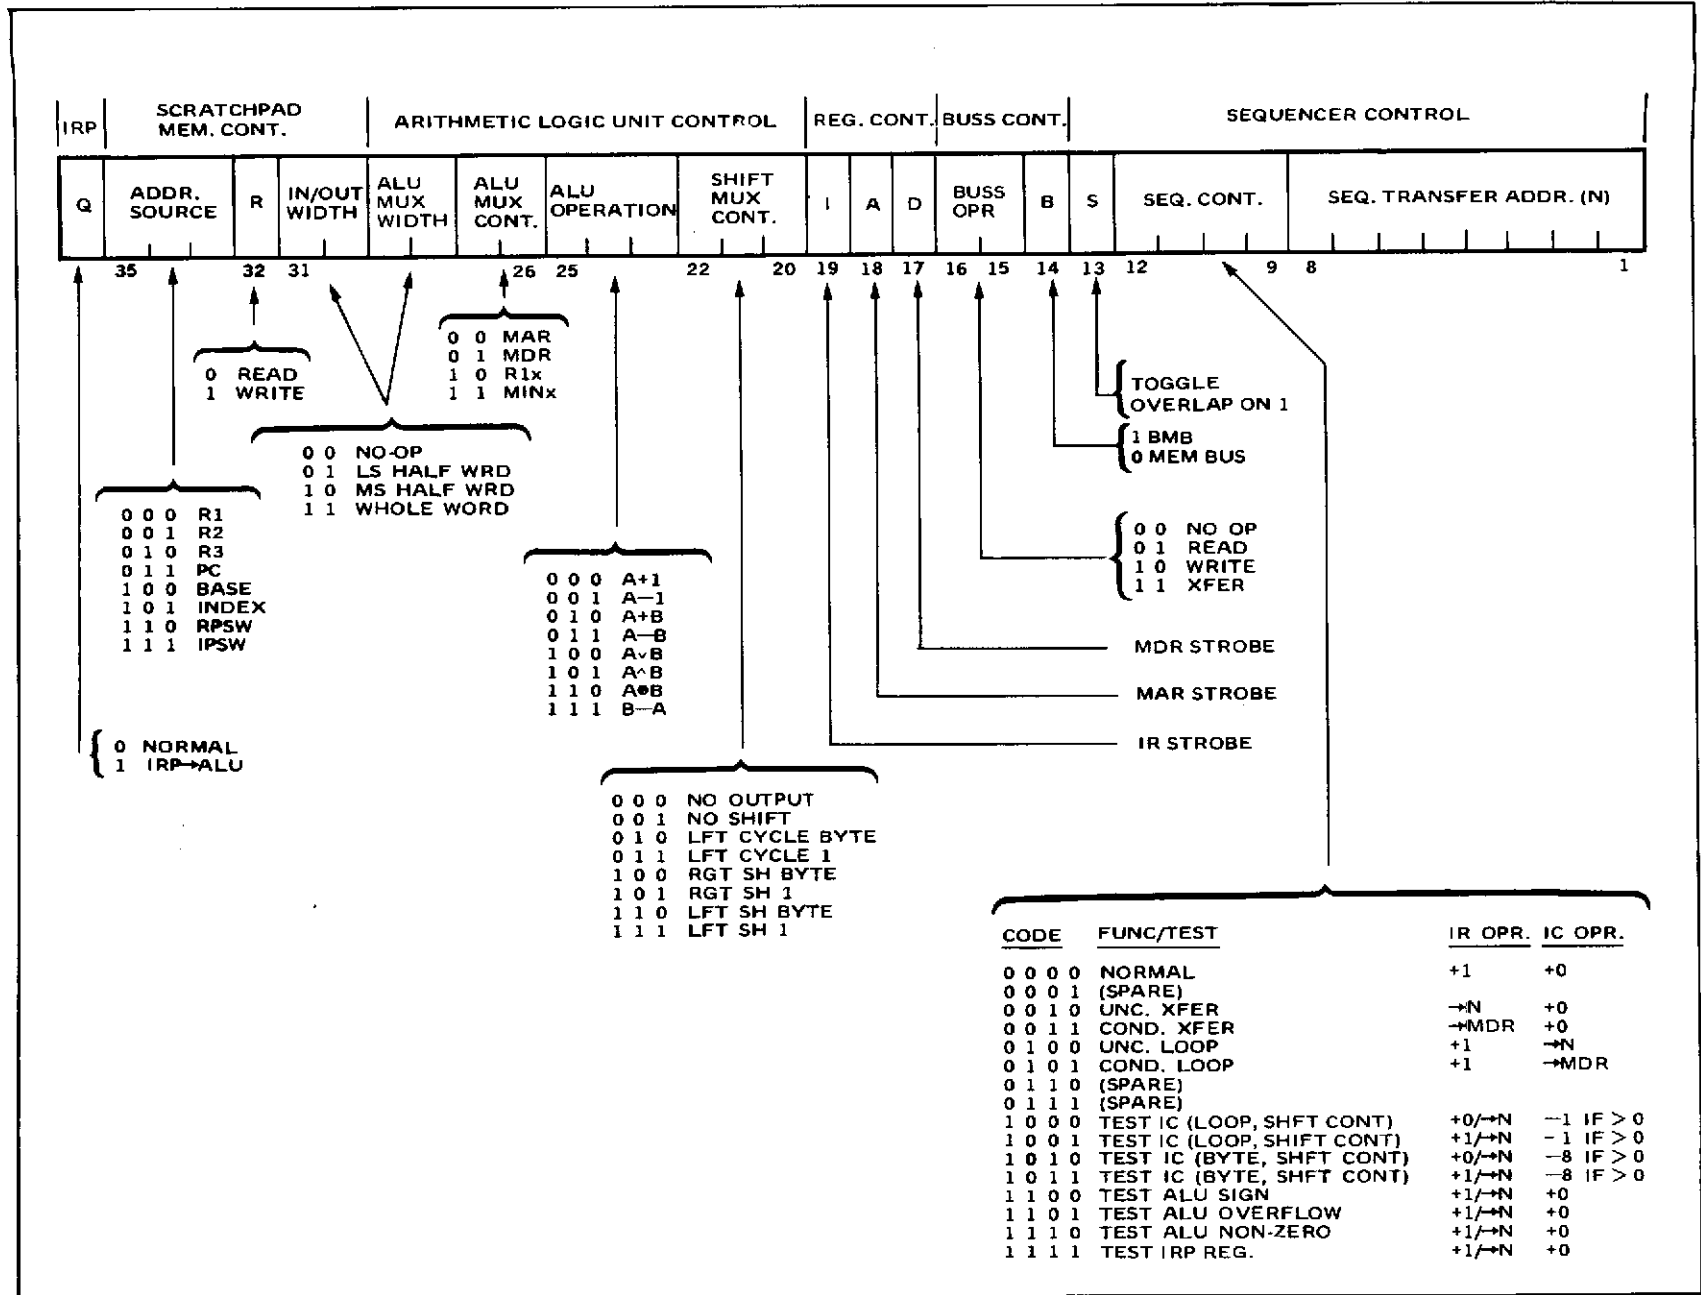 IRP
SCRATCHPAD
MEM. CONT.
ARITHMETIC LOGIC UNIT CONTROL
REG. CONT.
BUSS CONT.
SEQUENCER CONTROL
Q
ADDR.
SOURCE
R
IN/OUT
WIDTH
ALU
MUX
WIDTH
ALU
MUX
CONT.
ALU
OPERATION
SHIFT
MUX
CONT.
I
A
D
BUSS
OPR
B
S
SEQ. CONT.
SEQ. TRANSFER ADDR. (N)
35 32 31 26 25 22 20 19 18 17 16 15 14 13 12 9 8 1
0 READ
1 WRITE
0 0 MAR
0 1 MDR
1 0 R1x
1 1 MINx
TOGGLE
OVERLAP ON 1
1 BMB
0 MEM BUS
0 0 NO-OP
0 1 LS HALF WRD
1 0 MS HALF WRD
1 1 WHOLE WORD
0 0 0 R1
0 0 1 R2
0 1 0 R3
0 1 1 PC
1 0 0 BASE
1 0 1 INDEX
1 1 0 RPSW
1 1 1 IPSW
0 0 NO OP
0 1 READ
1 0 WRITE
1 1 XFER
0 0 0 A+1
0 0 1 A—1
0 1 0 A+B
0 1 1 A—B
1 0 0 A∨B
1 0 1 A^B
1 1 0 A⊕B
1 1 1 B—A
MDR STROBE
MAR STROBE
IR STROBE
0 NORMAL
1 IRP→ALU
0 0 0 NO OUTPUT
0 0 1 NO SHIFT
0 1 0 LFT CYCLE BYTE
0 1 1 LFT CYCLE 1
1 0 0 RGT SH BYTE
1 0 1 RGT SH 1
1 1 0 LFT SH BYTE
1 1 1 LFT SH 1
CODE FUNC/TEST IR OPR. IC OPR.
0 0 0 0 NORMAL +1 +0
0 0 0 1 (SPARE)
0 0 1 0 UNC. XFER →N +0
0 0 1 1 COND. XFER →MDR +0
0 1 0 0 UNC. LOOP +1 →N
0 1 0 1 COND. LOOP +1 →MDR
0 1 1 0 (SPARE)
0 1 1 1 (SPARE)
1 0 0 0 TEST IC (LOOP, SHFT CONT) +0/→N —1 IF > 0
1 0 0 1 TEST IC (LOOP, SHIFT CONT) +1/→N - 1 IF > 0
1 0 1 0 TEST IC (BYTE, SHFT CONT) +0/→N —8 IF > 0
1 0 1 1 TEST IC (BYTE, SHFT CONT) +1/→N —8 IF > 0
1 1 0 0 TEST ALU SIGN +1/→N +0
1 1 0 1 TEST ALU OVERFLOW +1/→N +0
1 1 1 0 TEST ALU NON-ZERO +1/→N +0
1 1 1 1 TEST IRP REG. +1/→N +0